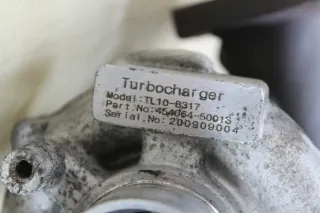 Turbocharger
Model:TL10-8317
Part.No:454064-5001S
Serial.No:200909004